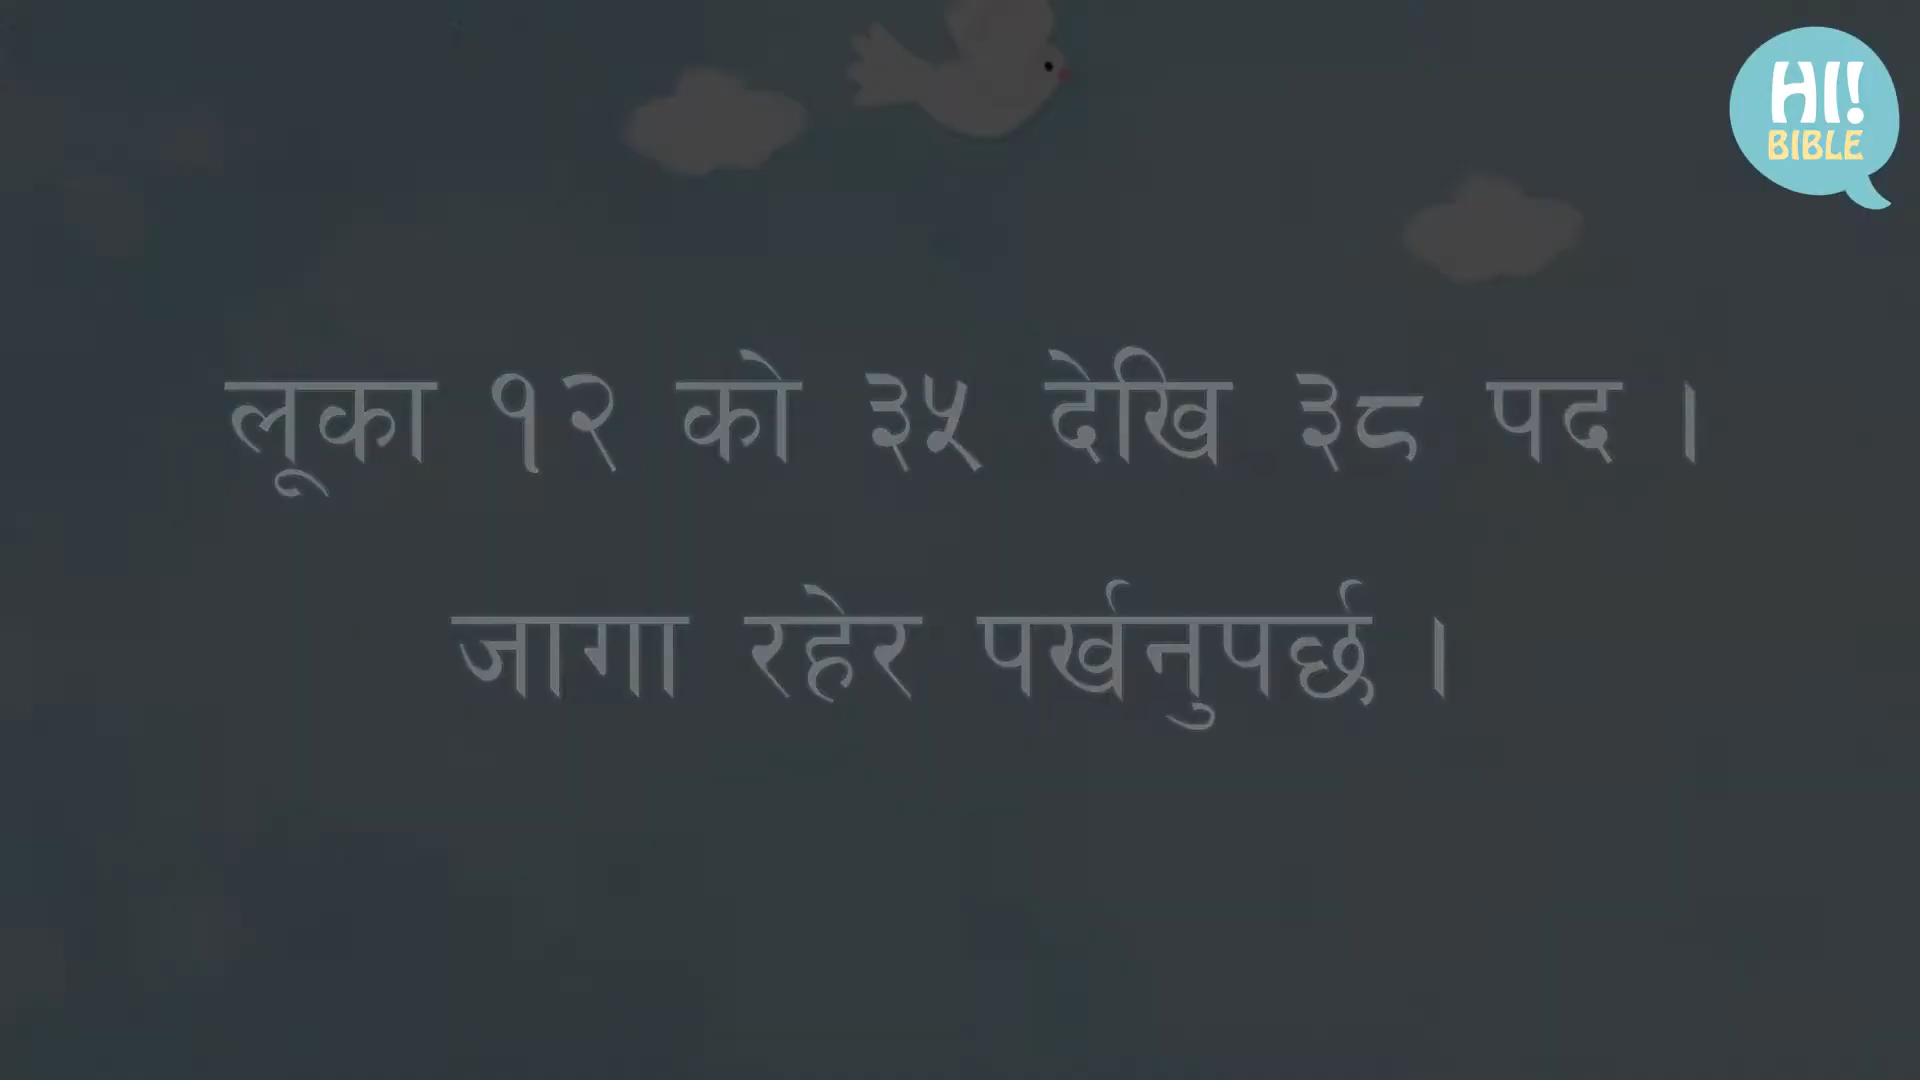 HI!
BIBLE
लूका १२ को ३५ देखि ३८ पद ।
जागा रहेर पर्खनुपर्छ ।